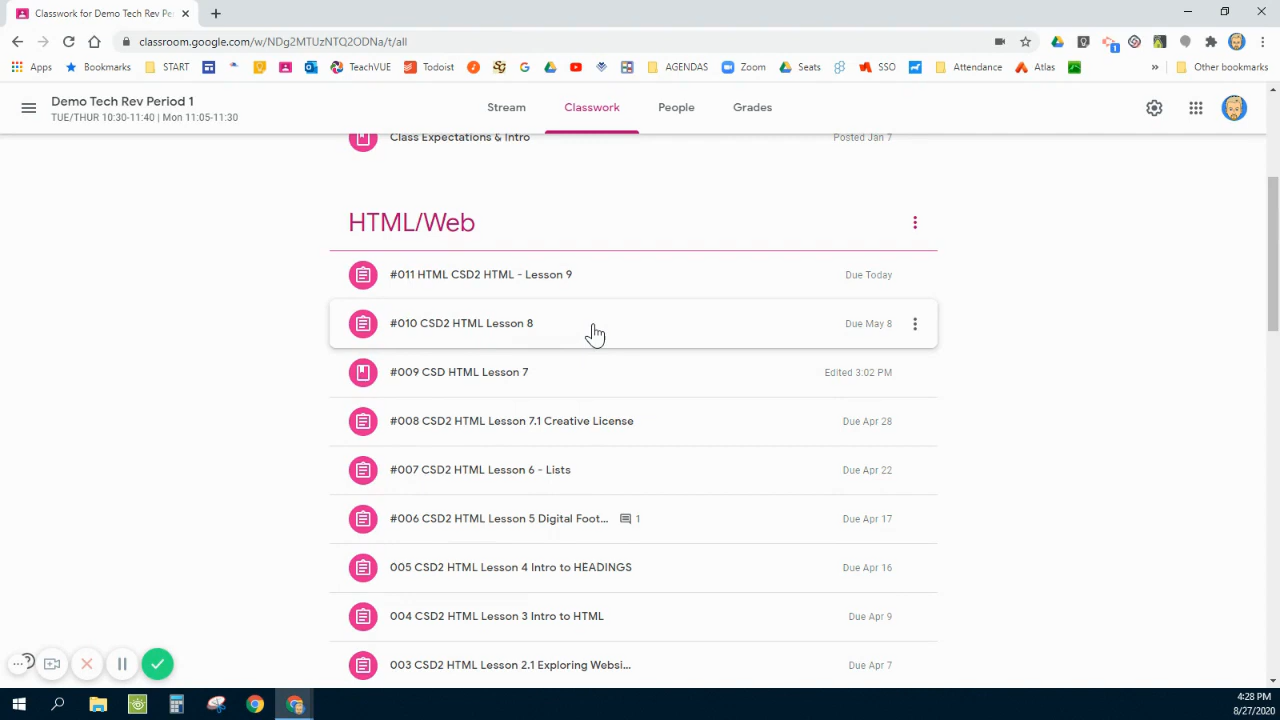 Classwork for Demo Tech Rev Pe
classroom.google.com/w/NDg2MTUzNTQ2ODNa/t/all
1
Apps
Bookmarks
START
TeachVUE
Todoist
AGENDAS
Zoom
Seats
SSO
Attendance
Atlas
»
Other bookmarks
Demo Tech Rev Period 1
TUE/THUR 10:30-11:40 | Mon 11:05-11:30
Stream
Classwork
People
Grades
Class Expectations & Intro
Posted Jan 7
HTML/Web
#011 HTML CSD2 HTML - Lesson 9
Due Today
#010 CSD2 HTML Lesson 8
Due May 8
#009 CSD HTML Lesson 7
Edited 3:02 PM
#008 CSD2 HTML Lesson 7.1 Creative License
Due Apr 28
#007 CSD2 HTML Lesson 6 - Lists
Due Apr 22
#006 CSD2 HTML Lesson 5 Digital Foot... 1
Due Apr 17
005 CSD2 HTML Lesson 4 Intro to HEADINGS
Due Apr 16
004 CSD2 HTML Lesson 3 Intro to HTML
Due Apr 9
003 CSD2 HTML Lesson 2.1 Exploring Websi...
Due Apr 7
4:28 PM
8/27/2020